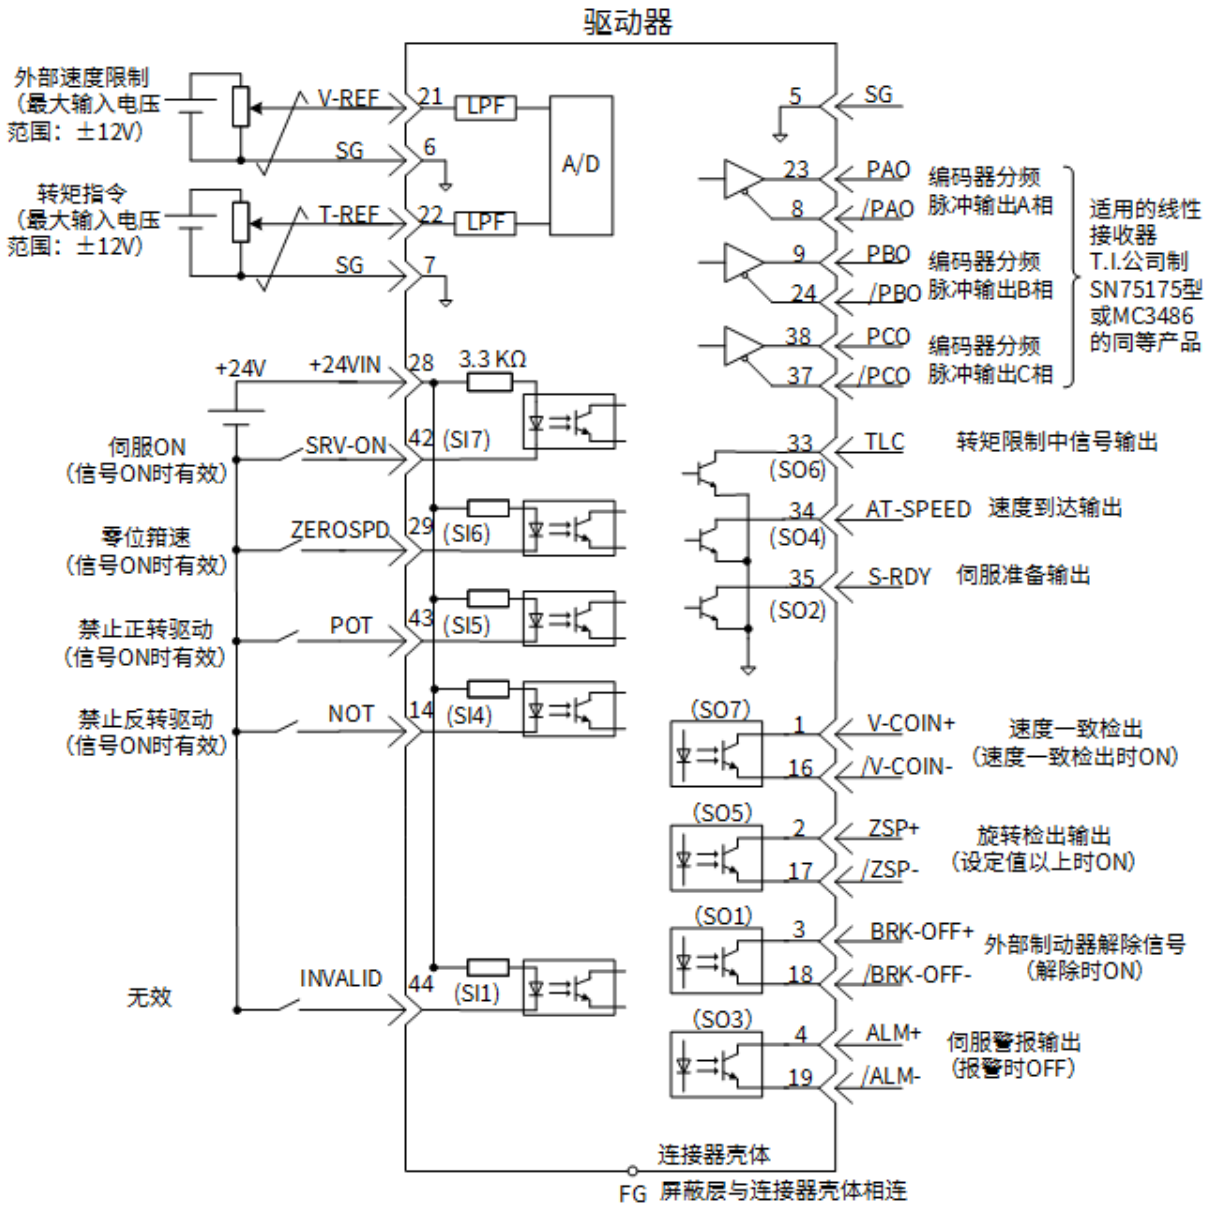 驱动器
外部速度限制
（最大输入电压
范围：±12V）
V-REF
21
LPF
SG
6
A/D
转矩指令
（最大输入电压
范围：±12V）
T-REF
22
LPF
SG
7
5
SG
23
PAO
8
/PAO
编码器分频
脉冲输出A相
9
PBO
24
/PBO
编码器分频
脉冲输出B相
38
PCO
37
/PCO
编码器分频
脉冲输出C相
适用的线性
接收器
T.I.公司制
SN75175型
或MC3486
的同等产品
+24V
+24VIN
28
3.3 KΩ
伺服ON
（信号ON时有效）
SRV-ON
42
(SI7)
零位箝速
（信号ON时有效）
ZEROSPD
29
(SI6)
禁止正转驱动
（信号ON时有效）
POT
43
(SI5)
禁止反转驱动
（信号ON时有效）
NOT
14
(SI4)
无效
INVALID
44
(SI1)
33
TLC
转矩限制中信号输出
(SO6)
34
AT-SPEED
速度到达输出
(SO4)
35
S-RDY
伺服准备输出
(SO2)
(SO7)
1
V-COIN+
16
/V-COIN-
速度一致检出
（速度一致检出时ON）
(SO5)
2
ZSP+
17
/ZSP-
旋转检出输出
（设定值以上时ON）
(SO1)
3
BRK-OFF+
18
/BRK-OFF-
外部制动器解除信号
（解除时ON）
(SO3)
4
ALM+
19
/ALM-
伺服警报输出
（报警时OFF）
连接器壳体
FG 屏蔽层与连接器壳体相连